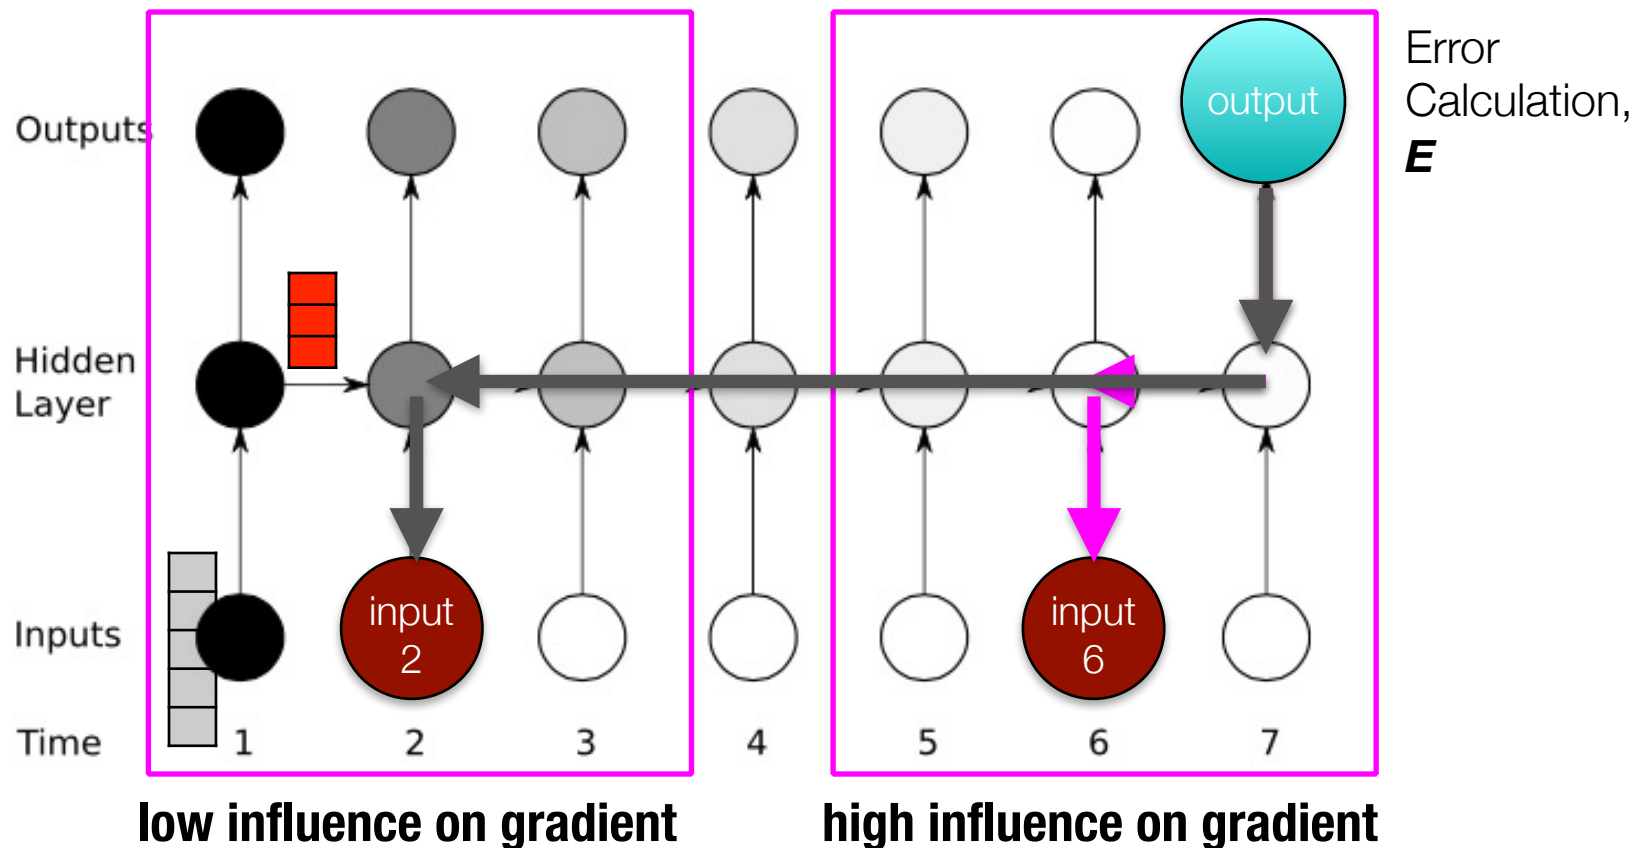 Outputs
output
Error
Calculation,
E
Hidden
Layer
Inputs
input
2
input
6
Time 1 2 3 4 5 6 7
low influence on gradient
high influence on gradient